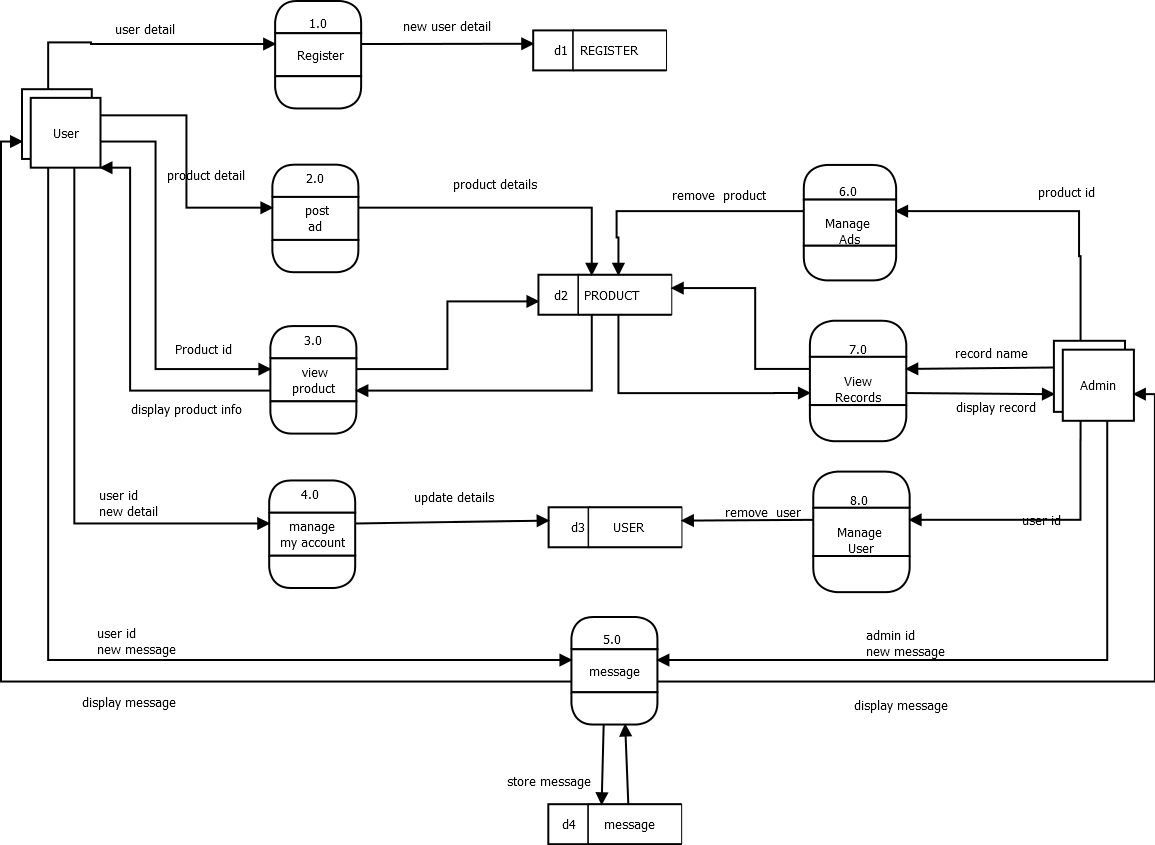 user detail
1.0
Register
new user detail
d1 REGISTER
User
product detail
2.0
post
ad
product details
remove product
6.0
Manage
Ads
product id
d2 PRODUCT
Product id
3.0
view
product
display product info
7.0
View
Records
record name
display record
Admin
user id
new detail
4.0
manage
my account
update details
d3 USER
remove user
8.0
Manage
User
user id
user id
new message
5.0
message
admin id
new message
display message
display message
store message
d4 message